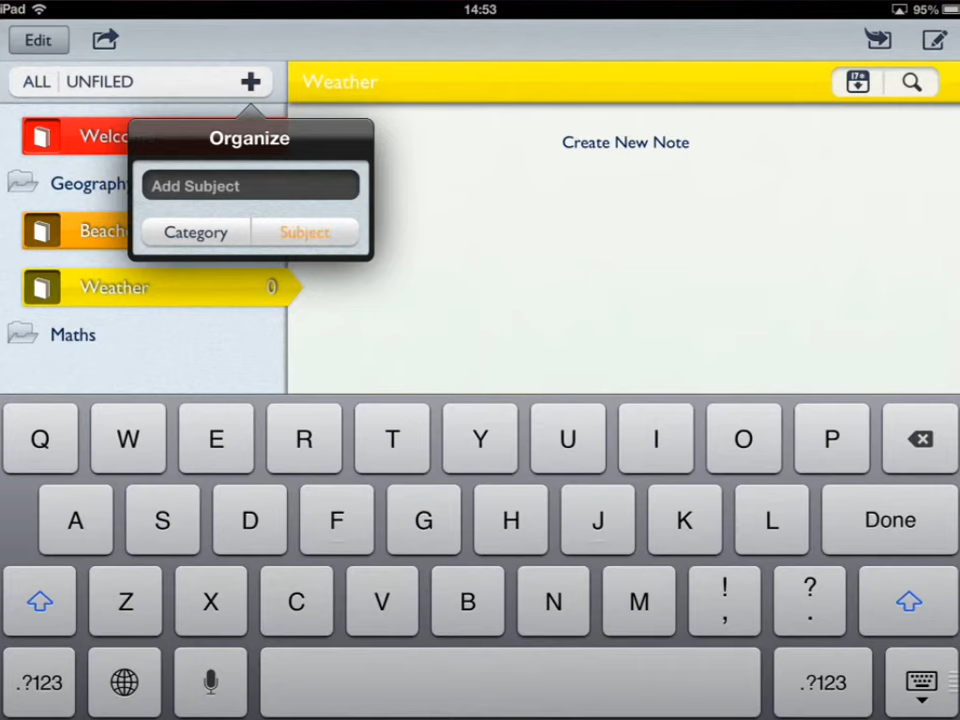 iPad 14:53 95%
Edit
ALL UNFILED + Weather 17
Create New Note
Organize
Add Subject
Category Subject
Geography
Weather 0
Maths
Q W E R T Y U I O P
A S D F G H J K L Done
Z X C V B N M ! , ? .
.?123 .?123